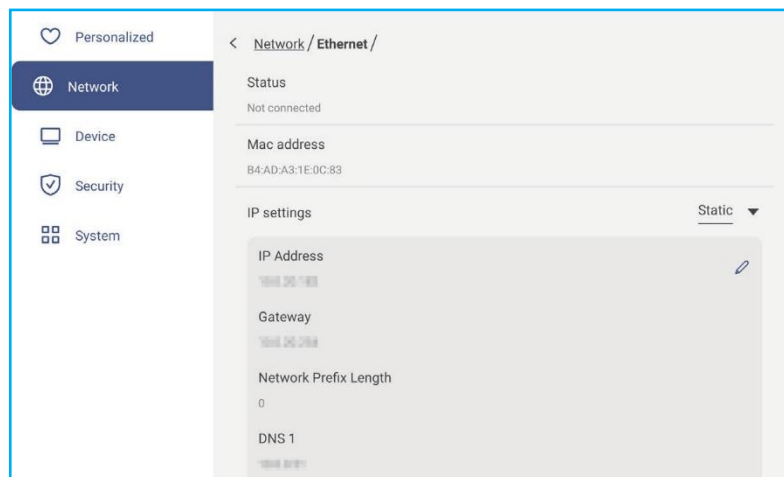 Personalized
Network
Device
Security
System
< Network / Ethernet /
Status
Not connected
Mac address
B4:AD:A3:1E:0C:83
IP settings
Static
IP Address
Gateway
Network Prefix Length
0
DNS 1